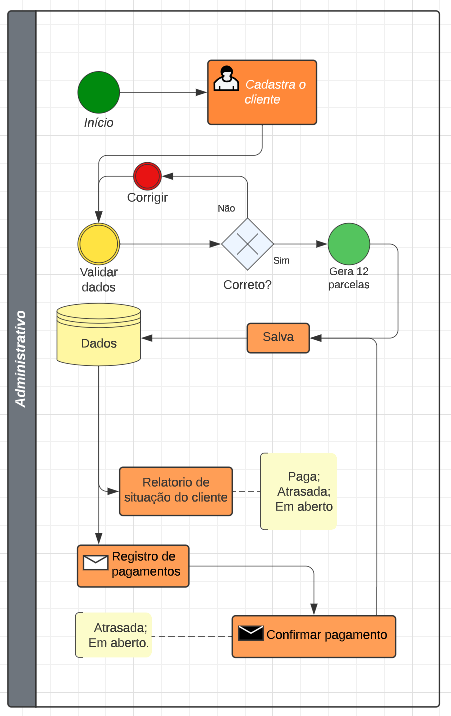 Administrativo
Cadastra o
cliente
Início
Corrigir
Não
Validar
dados
Correto?
Sim
Gera 12
parcelas
Dados
Salva
Relatorio de
situação do cliente
Paga;
Atrasada;
Em aberto
Registro de
pagamentos
Atrasada;
Em aberto.
Confirmar pagamento